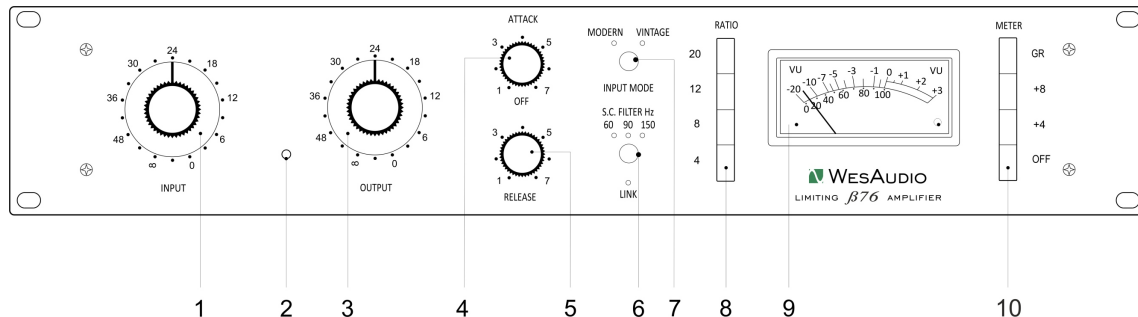 ATTACK
MODERN VINTAGE
RATIO
METER
24
30 18
36 12
48 6
8 0
INPUT
24
30 18
36 12
48 6
8 0
OUTPUT
3 5
1 7
OFF
3 5
1 7
RELEASE
INPUT MODE
S.C. FILTER Hz
60 90 150
LINK
20
12
8
4
VU VU
-20 -10 -7 -5 -3 -1 0 +1 +2 +3
0 20 40 60 80 100
WESAUDIO
LIMITING β76 AMPLIFIER
GR
+8
+4
OFF
1 2 3 4 5 6 7 8 9 10